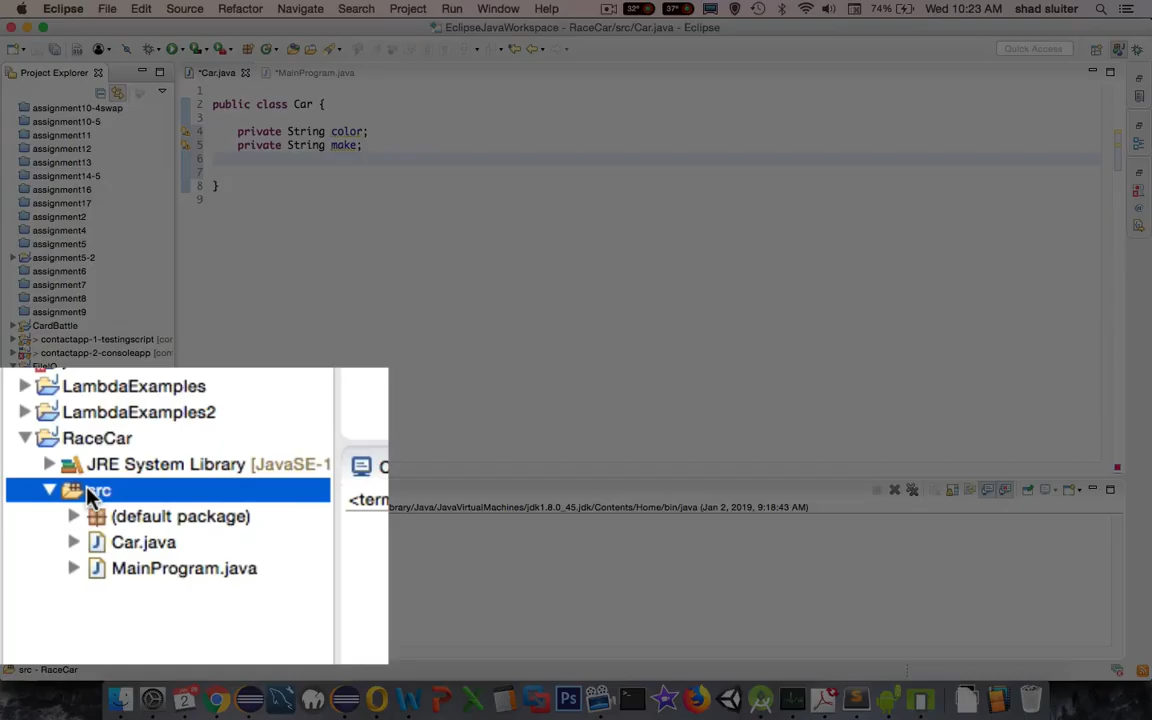 Eclipse File Edit Source Refactor Navigate Search Project Run Window Help 32° 37° 74% Wed 10:23 AM shad sluiter
EclipseJavaWorkspace - RaceCar/src/Car.java - Eclipse
Quick Access
Project Explorer
*Car.java
*MainProgram.java
assignment10-4swap
assignment10-5
assignment11
assignment12
assignment13
assignment14-5
assignment16
assignment17
assignment2
assignment4
assignment5
assignment5-2
assignment6
assignment7
assignment8
assignment9
CardBattle
> contactapp-1-testingscript [cor
> contactapp-2-consoleapp [con
1
2 public class Car {
3
4 private String color;
5 private String make;
6
7
8 }
9
LambdaExamples
LambdaExamples2
RaceCar
JRE System Library [JavaSE-1
src
(default package)
Car.java
MainProgram.java
C
<term
ibrary/Java/JavaVirtualMachines/jdk1.8.0_45.jdk/Contents/Home/bin/java (Jan 2, 2019, 9:18:43 AM)
src - RaceCar